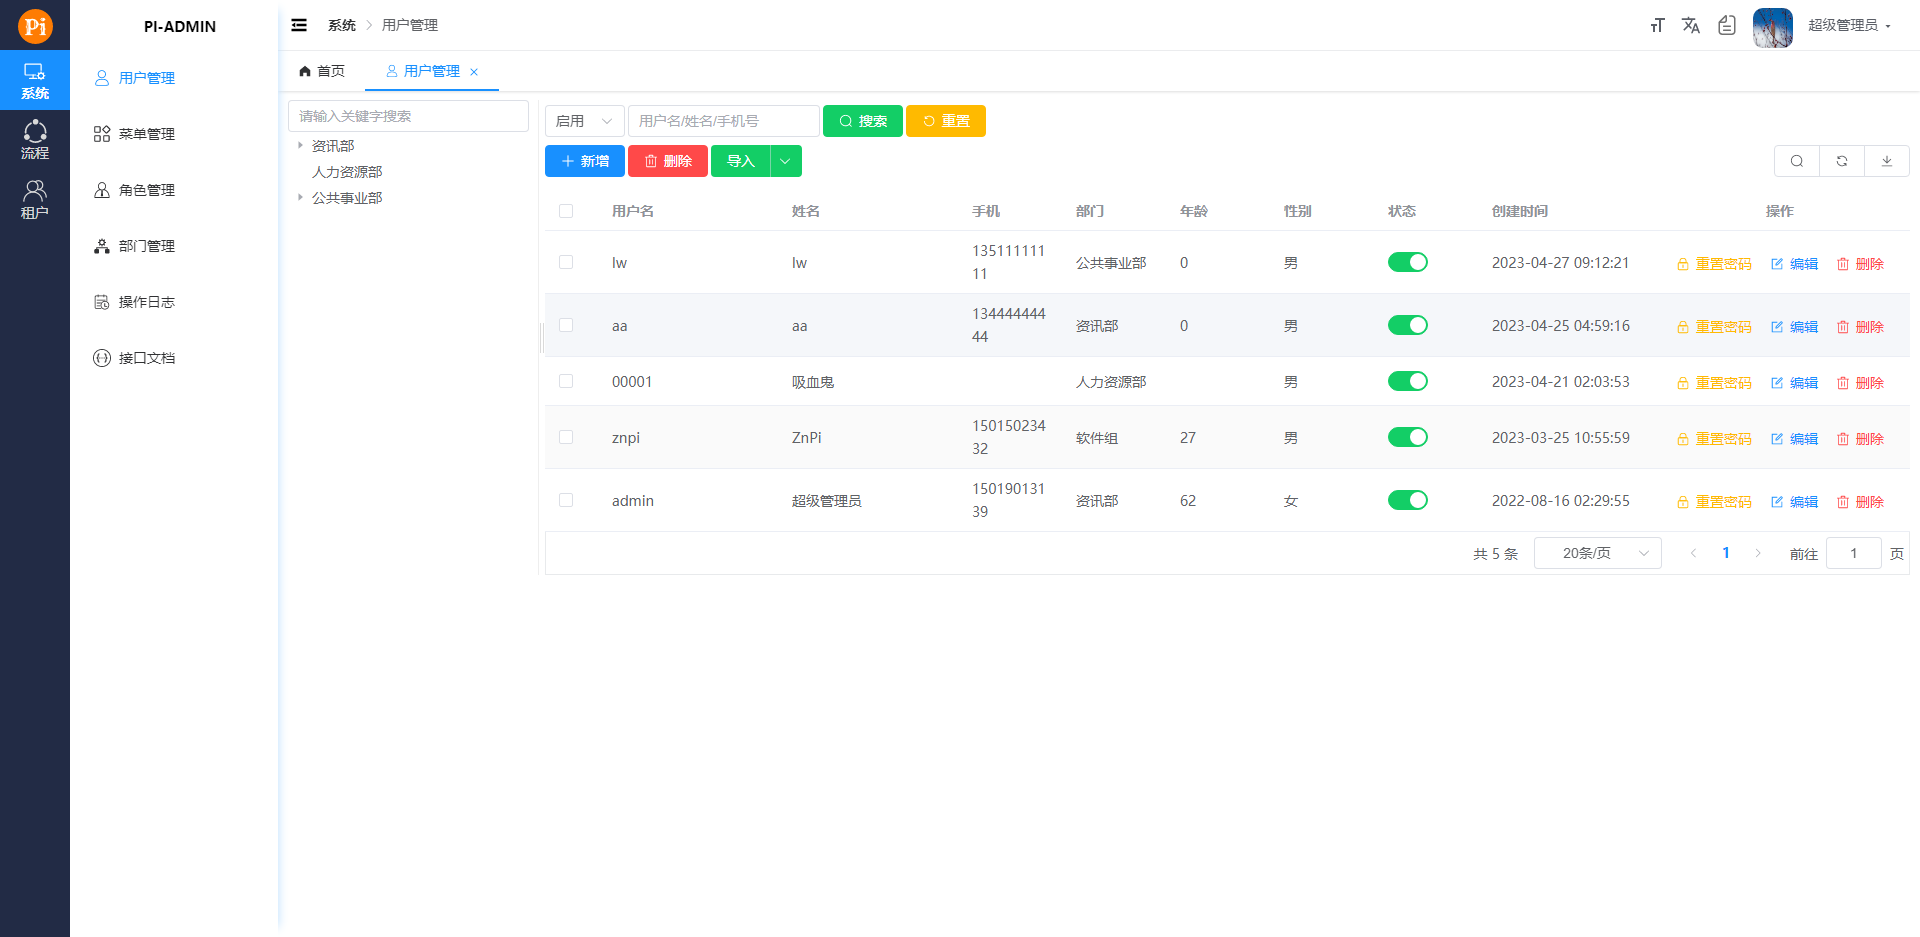 Pi
系统
流程
租户
PI-ADMIN
用户管理
菜单管理
角色管理
部门管理
操作日志
接口文档
系统 用户管理
超级管理员
首页 用户管理
请输入关键字搜索
资讯部
人力资源部
公共事业部
启用 用户名/姓名/手机号 搜索 重置
新增 删除 导入
用户名 姓名 手机 部门 年龄 性别 状态 创建时间 操作
lw lw 13511111111 公共事业部 0 男 2023-04-27 09:12:21 重置密码 编辑 删除
aa aa 13444444444 资讯部 0 男 2023-04-25 04:59:16 重置密码 编辑 删除
00001 吸血鬼 人力资源部 男 2023-04-21 02:03:53 重置密码 编辑 删除
znpi ZnPi 15015023432 软件组 27 男 2023-03-25 10:55:59 重置密码 编辑 删除
admin 超级管理员 15019013139 资讯部 62 女 2022-08-16 02:29:55 重置密码 编辑 删除
共 5 条 20条/页 1 前往 1 页